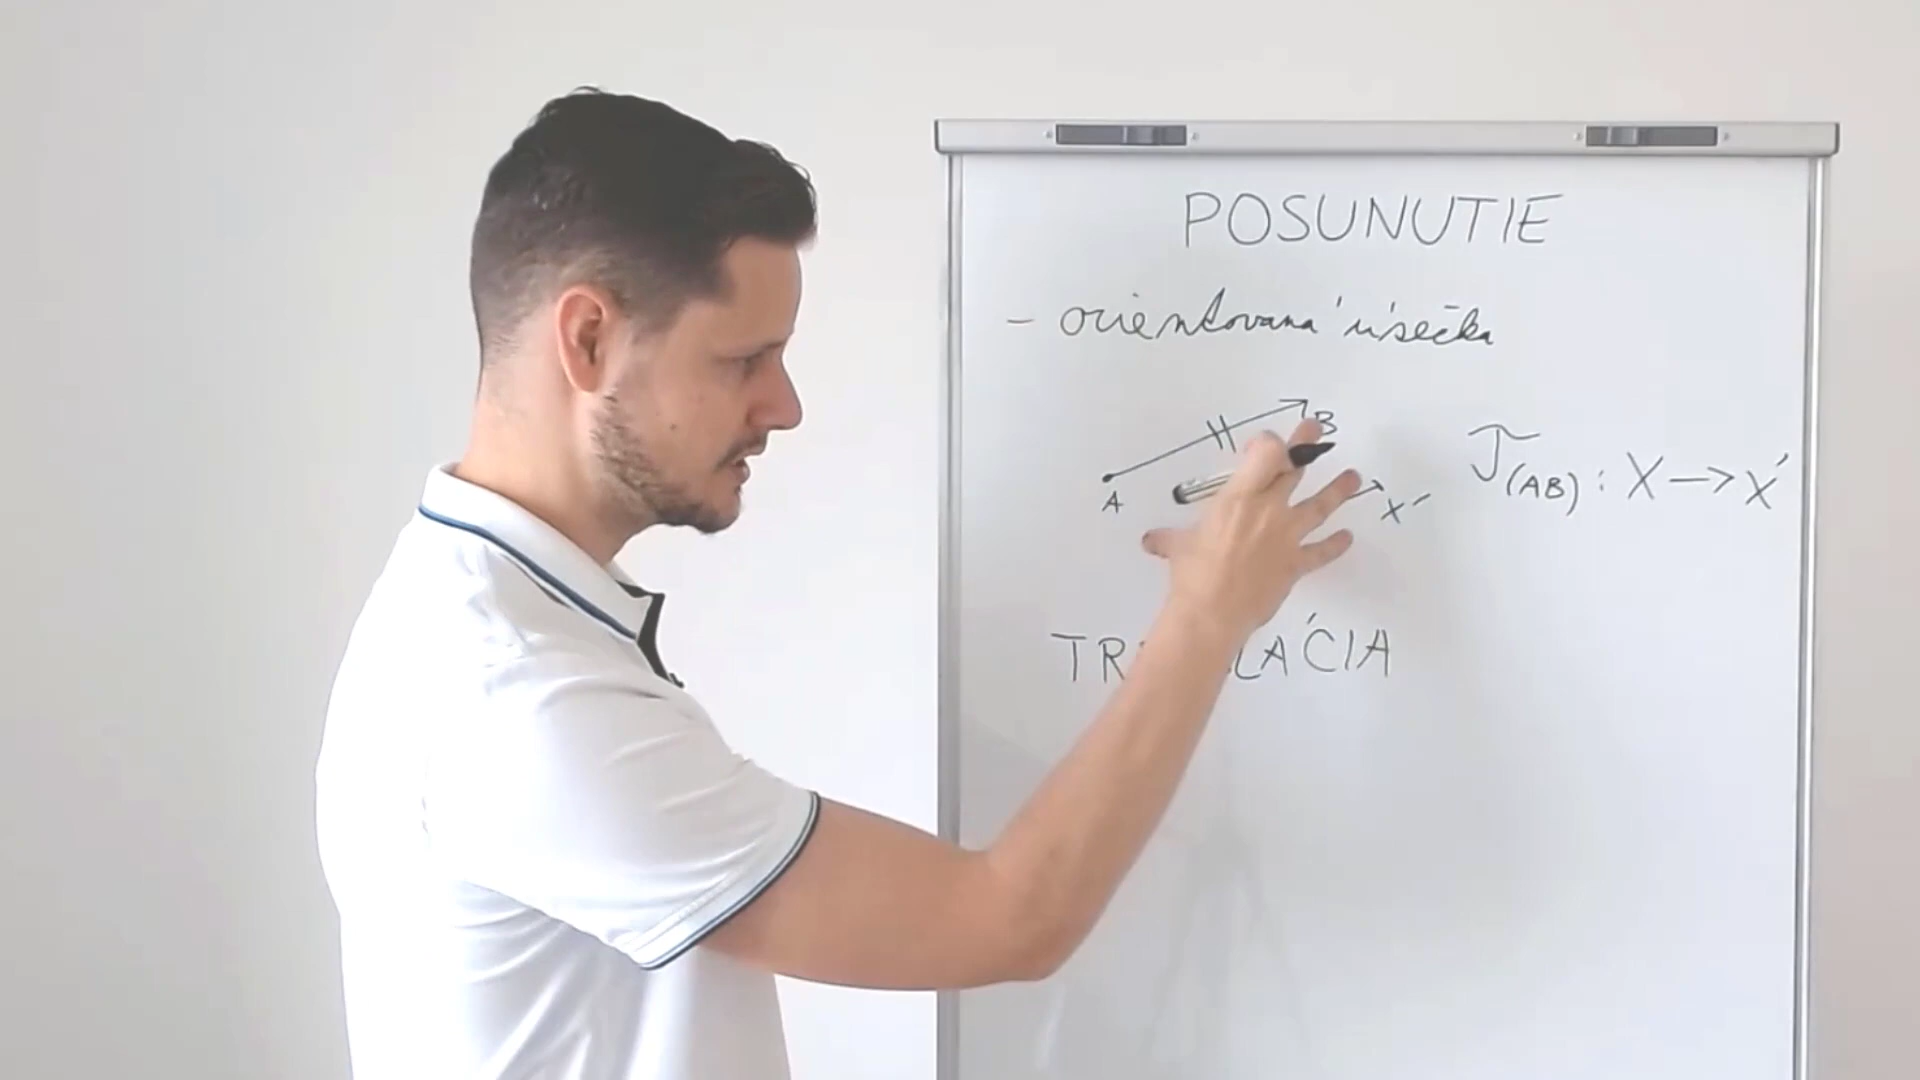 POSUNUTIE
- orientovaná úsečka
B
A
X'
T(AB) : X → X'